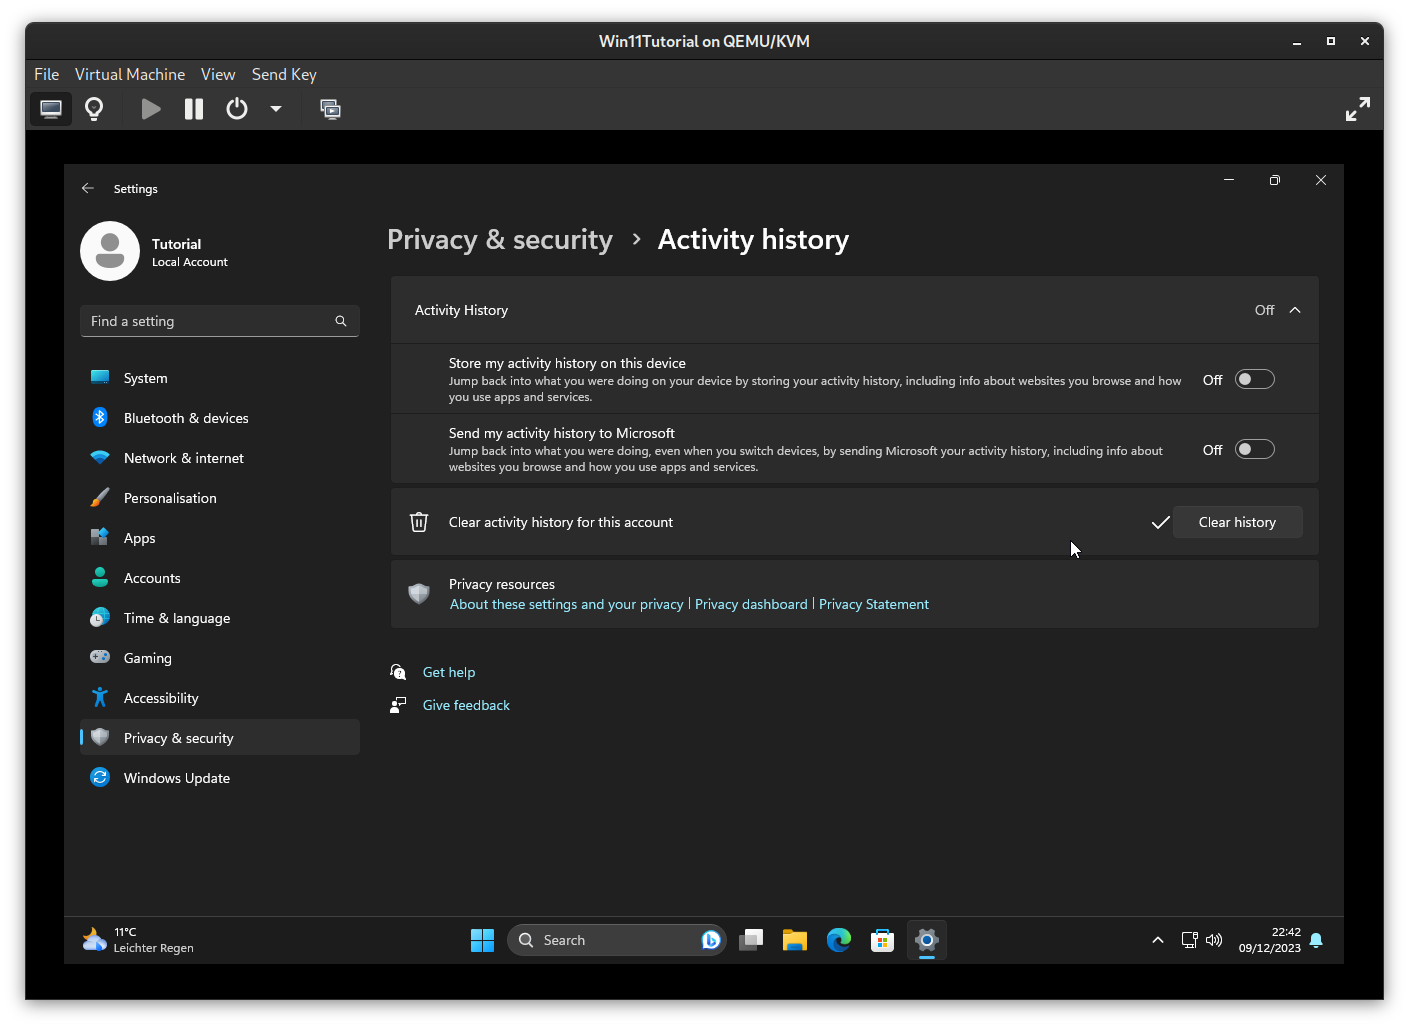 Win11Tutorial on QEMU/KVM
File Virtual Machine View Send Key
Settings
Tutorial
Local Account
Find a setting
System
Bluetooth & devices
Network & internet
Personalisation
Apps
Accounts
Time & language
Gaming
Accessibility
Privacy & security
Windows Update
Privacy & security > Activity history
Activity History Off
Store my activity history on this device
Jump back into what you were doing on your device by storing your activity history, including info about websites you browse and how
you use apps and services.
Off
Send my activity history to Microsoft
Jump back into what you were doing, even when you switch devices, by sending Microsoft your activity history, including info about
websites you browse and how you use apps and services.
Off
Clear activity history for this account Clear history
Privacy resources
About these settings and your privacy | Privacy dashboard | Privacy Statement
Get help
Give feedback
11°C
Leichter Regen
Search
22:42
09/12/2023